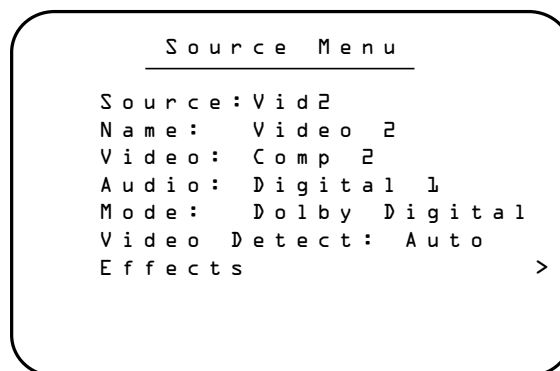 Source Menu
Source:Vid2
Name: Video 2
Video: Comp 2
Audio: Digital 1
Mode: Dolby Digital
Video Detect: Auto
Effects >